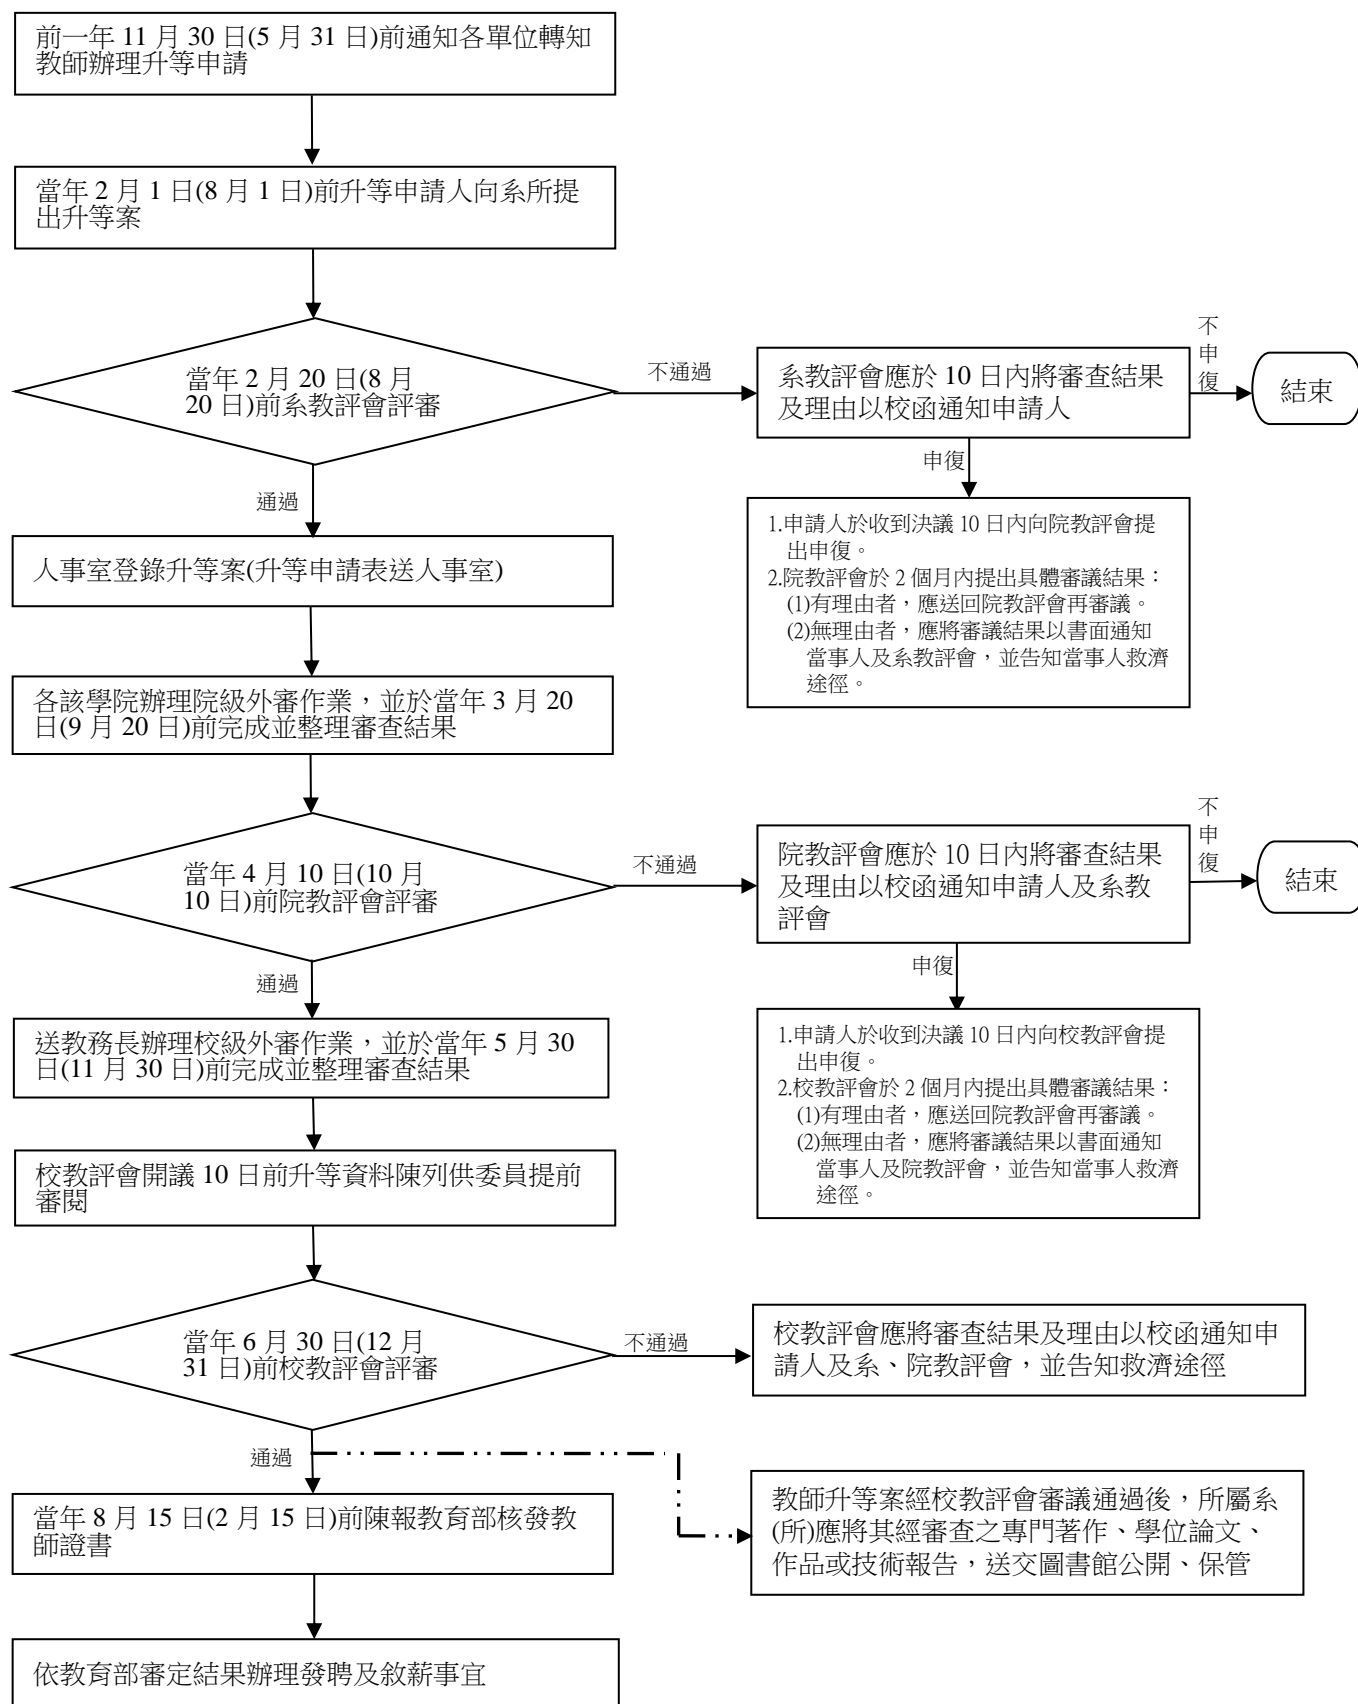 前一年 11 月 30 日(5 月 31 日)前通知各單位轉知
教師辦理升等申請
當年 2 月 1 日(8 月 1 日)前升等申請人向系所提
出升等案
當年 2 月 20 日(8 月
20 日)前系教評會評審
不通過
系教評會應於 10 日內將審查結果
及理由以校函通知申請人
不
申
復
結束
申復
1.申請人於收到決議 10 日內向院教評會提
出申復。
2.院教評會於 2 個月內提出具體審議結果：
(1)有理由者，應送回院教評會再審議。
(2)無理由者，應將審議結果以書面通知
當事人及系教評會，並告知當事人救濟
途徑。
通過
人事室登錄升等案(升等申請表送人事室)
各該學院辦理院級外審作業，並於當年 3 月 20
日(9 月 20 日)前完成並整理審查結果
當年 4 月 10 日(10 月
10 日)前院教評會評審
不通過
院教評會應於 10 日內將審查結果
及理由以校函通知申請人及系教
評會
不
申
復
結束
申復
1.申請人於收到決議 10 日內向校教評會提
出申復。
2.校教評會於 2 個月內提出具體審議結果：
(1)有理由者，應送回院教評會再審議。
(2)無理由者，應將審議結果以書面通知
當事人及院教評會，並告知當事人救濟
途徑。
通過
送教務長辦理校級外審作業，並於當年 5 月 30
日(11 月 30 日)前完成並整理審查結果
校教評會開議 10 日前升等資料陳列供委員提前
審閱
當年 6 月 30 日(12 月
31 日)前校教評會評審
不通過
校教評會應將審查結果及理由以校函通知申
請人及系、院教評會，並告知救濟途徑
通過
當年 8 月 15 日(2 月 15 日)前陳報教育部核發教
師證書
教師升等案經校教評會審議通過後，所屬系
(所)應將其經審查之專門著作、學位論文、
作品或技術報告，送交圖書館公開、保管
依教育部審定結果辦理發聘及敘薪事宜